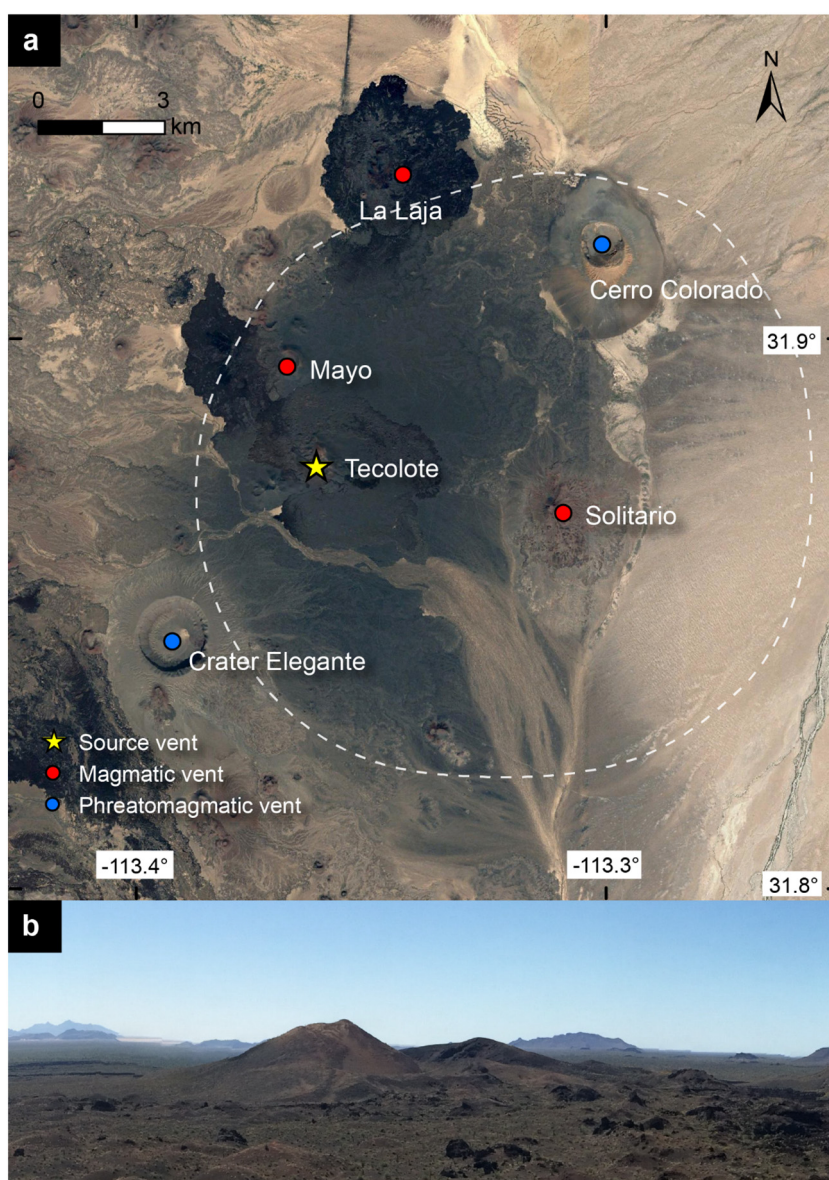 a
N
0 3
km
La Laja
Cerro Colorado
31.9°
Mayo
Tecolote
Solitario
Crater Elegante
Source vent
Magmatic vent
Phreatomagmatic vent
-113.4°
-113.3°
31.8°
b